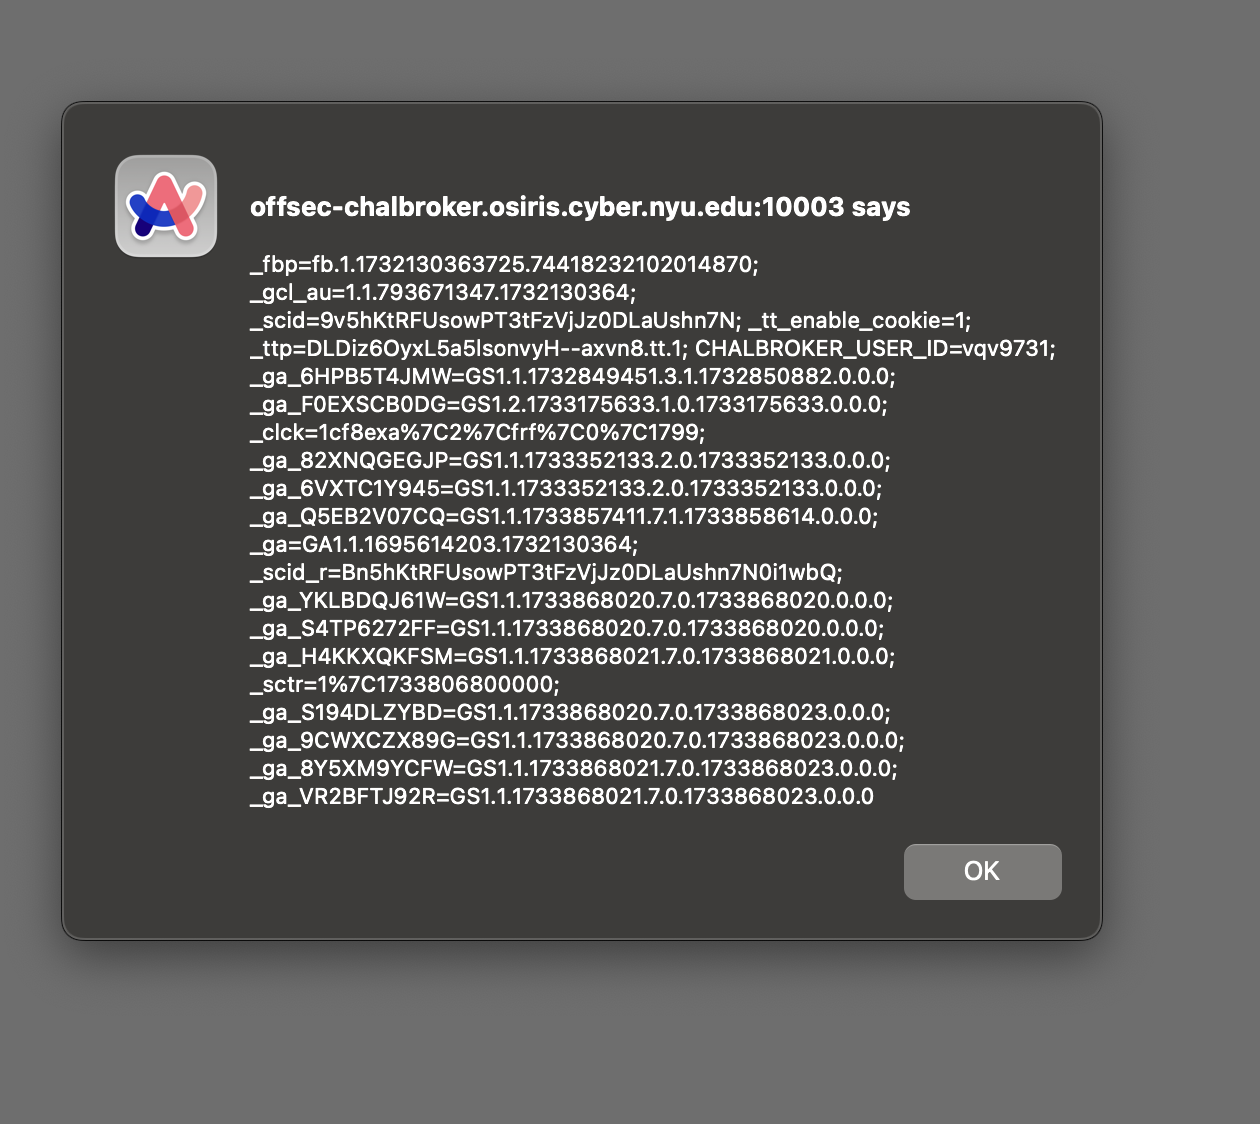 offsec-chalbroker.osiris.cyber.nyu.edu:10003 says
_fbp=fb.1.1732130363725.74418232102014870;
_gcl_au=1.1.793671347.1732130364;
_scid=9v5hKtRFUsowPT3tFzVjJz0DLaUshn7N; _tt_enable_cookie=1;
_ttp=DLDiz6OyxL5a5lsonvyH--axvn8.tt.1; CHALBROKER_USER_ID=vqv9731;
_ga_6HPB5T4JMW=GS1.1.1732849451.3.1.1732850882.0.0.0;
_ga_F0EXSCB0DG=GS1.2.1733175633.1.0.1733175633.0.0.0;
_clck=1cf8exa%7C2%7Cfrf%7C0%7C1799;
_ga_82XNQGEGJP=GS1.1.1733352133.2.0.1733352133.0.0.0;
_ga_6VXTC1Y945=GS1.1.1733352133.2.0.1733352133.0.0.0;
_ga_Q5EB2V07CQ=GS1.1.1733857411.7.1.1733858614.0.0.0;
_ga=GA1.1.1695614203.1732130364;
_scid_r=Bn5hKtRFUsowPT3tFzVjJz0DLaUshn7N0i1wbQ;
_ga_YKLBDQJ61W=GS1.1.1733868020.7.0.1733868020.0.0.0;
_ga_S4TP6272FF=GS1.1.1733868020.7.0.1733868020.0.0.0;
_ga_H4KKXQKFSM=GS1.1.1733868021.7.0.1733868021.0.0.0;
_sctr=1%7C1733806800000;
_ga_S194DLZYBD=GS1.1.1733868020.7.0.1733868023.0.0.0;
_ga_9CWXCZX89G=GS1.1.1733868020.7.0.1733868023.0.0.0;
_ga_8Y5XM9YCFW=GS1.1.1733868021.7.0.1733868023.0.0.0;
_ga_VR2BFTJ92R=GS1.1.1733868021.7.0.1733868023.0.0.0
OK